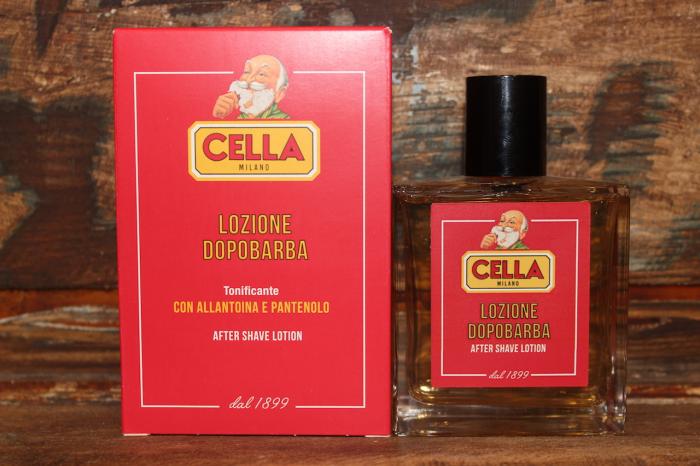 CELLA
MILANO
LOZIONE
DOPOBARBA
Tonificante
CON ALLANTOINA E PANTENOLO
AFTER SHAVE LOTION
dal 1899
CELLA
MILANO
LOZIONE
DOPOBARBA
AFTER SHAVE LOTION
dal 1899